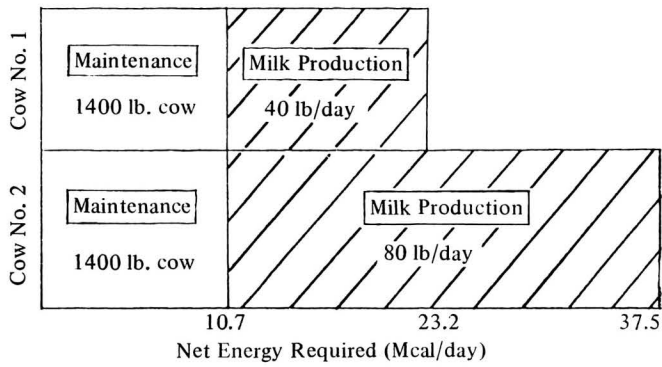 Cow No. 1
Maintenance
1400 lb. cow
Milk Production
40 lb/day
Cow No. 2
Maintenance
1400 lb. cow
Milk Production
80 lb/day
10.7 23.2 37.5
Net Energy Required (Mcal/day)